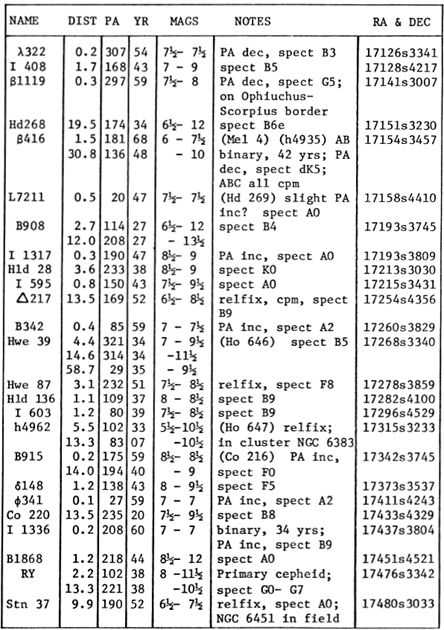 NAME DIST PA YR MAGS NOTES RA & DEC
λ322 0.2 307 54 7½- 7½ PA dec, spect B3 17126s3341
I 408 1.7 168 43 7 - 9 spect B5 17128s4217
β1119 0.3 297 59 7½- 8 PA dec, spect G5; 17141s3007
on Ophiuchus-
Scorpius border
Hd268 19.5 174 34 6½- 12 spect B6e 17151s3230
β416 1.5 181 68 6 - 7½ (Mel 4) (h4935) AB 17154s3457
30.8 136 48 - 10 binary, 42 yrs; PA
dec, spect dK5;
ABC all cpm
L7211 0.5 20 47 7½- 7½ (Hd 269) slight PA 17158s4410
inc? spect A0
B908 2.7 114 27 6½- 12 spect B4 17193s3745
12.0 208 27 - 13½
I 1317 0.3 190 47 8½- 9 PA inc, spect A0 17193s3809
Hld 28 3.6 233 38 8½- 9 spect K0 17213s3030
I 595 0.8 150 43 7½- 9½ spect A0 17215s3431
Δ217 13.5 169 52 6½- 8½ relfix, cpm, spect 17254s4356
B9
B342 0.4 85 59 7 - 7½ PA inc, spect A2 17260s3829
Hwe 39 4.4 321 34 7 - 9½ (Ho 646) spect B5 17268s3340
14.6 314 34 -11½
58.7 29 35 - 9½
Hwe 87 3.1 232 51 7½- 8½ relfix, spect F8 17278s3859
Hld 136 1.1 109 37 8 - 8½ spect B9 17282s4100
I 603 1.2 80 39 7½- 8½ spect B9 17296s4529
h4962 5.5 102 33 5½-10½ (Ho 647) relfix; 17315s3233
13.3 83 07 -10½ in cluster NGC 6383
B915 0.2 175 59 8½- 8½ (Co 216) PA inc, 17342s3745
14.0 194 40 - 9 spect F0
δ148 1.2 138 43 8 - 9½ spect F5 17373s3537
φ341 0.1 27 59 7 - 7 PA inc, spect A2 17411s4243
Co 220 13.5 235 20 7½- 9½ spect B8 17433s4329
I 1336 0.2 208 60 7 - 7 binary, 34 yrs; 17437s3804
PA inc, spect B9
B1868 1.2 218 44 8½- 12 spect A0 17451s4521
RY 2.2 102 38 8 -11½ Primary cepheid; 17476s3342
13.3 221 38 -10½ spect G0- G7
Stn 37 9.9 190 52 6½- 7½ relfix, spect A0; 17480s3033
NGC 6451 in field